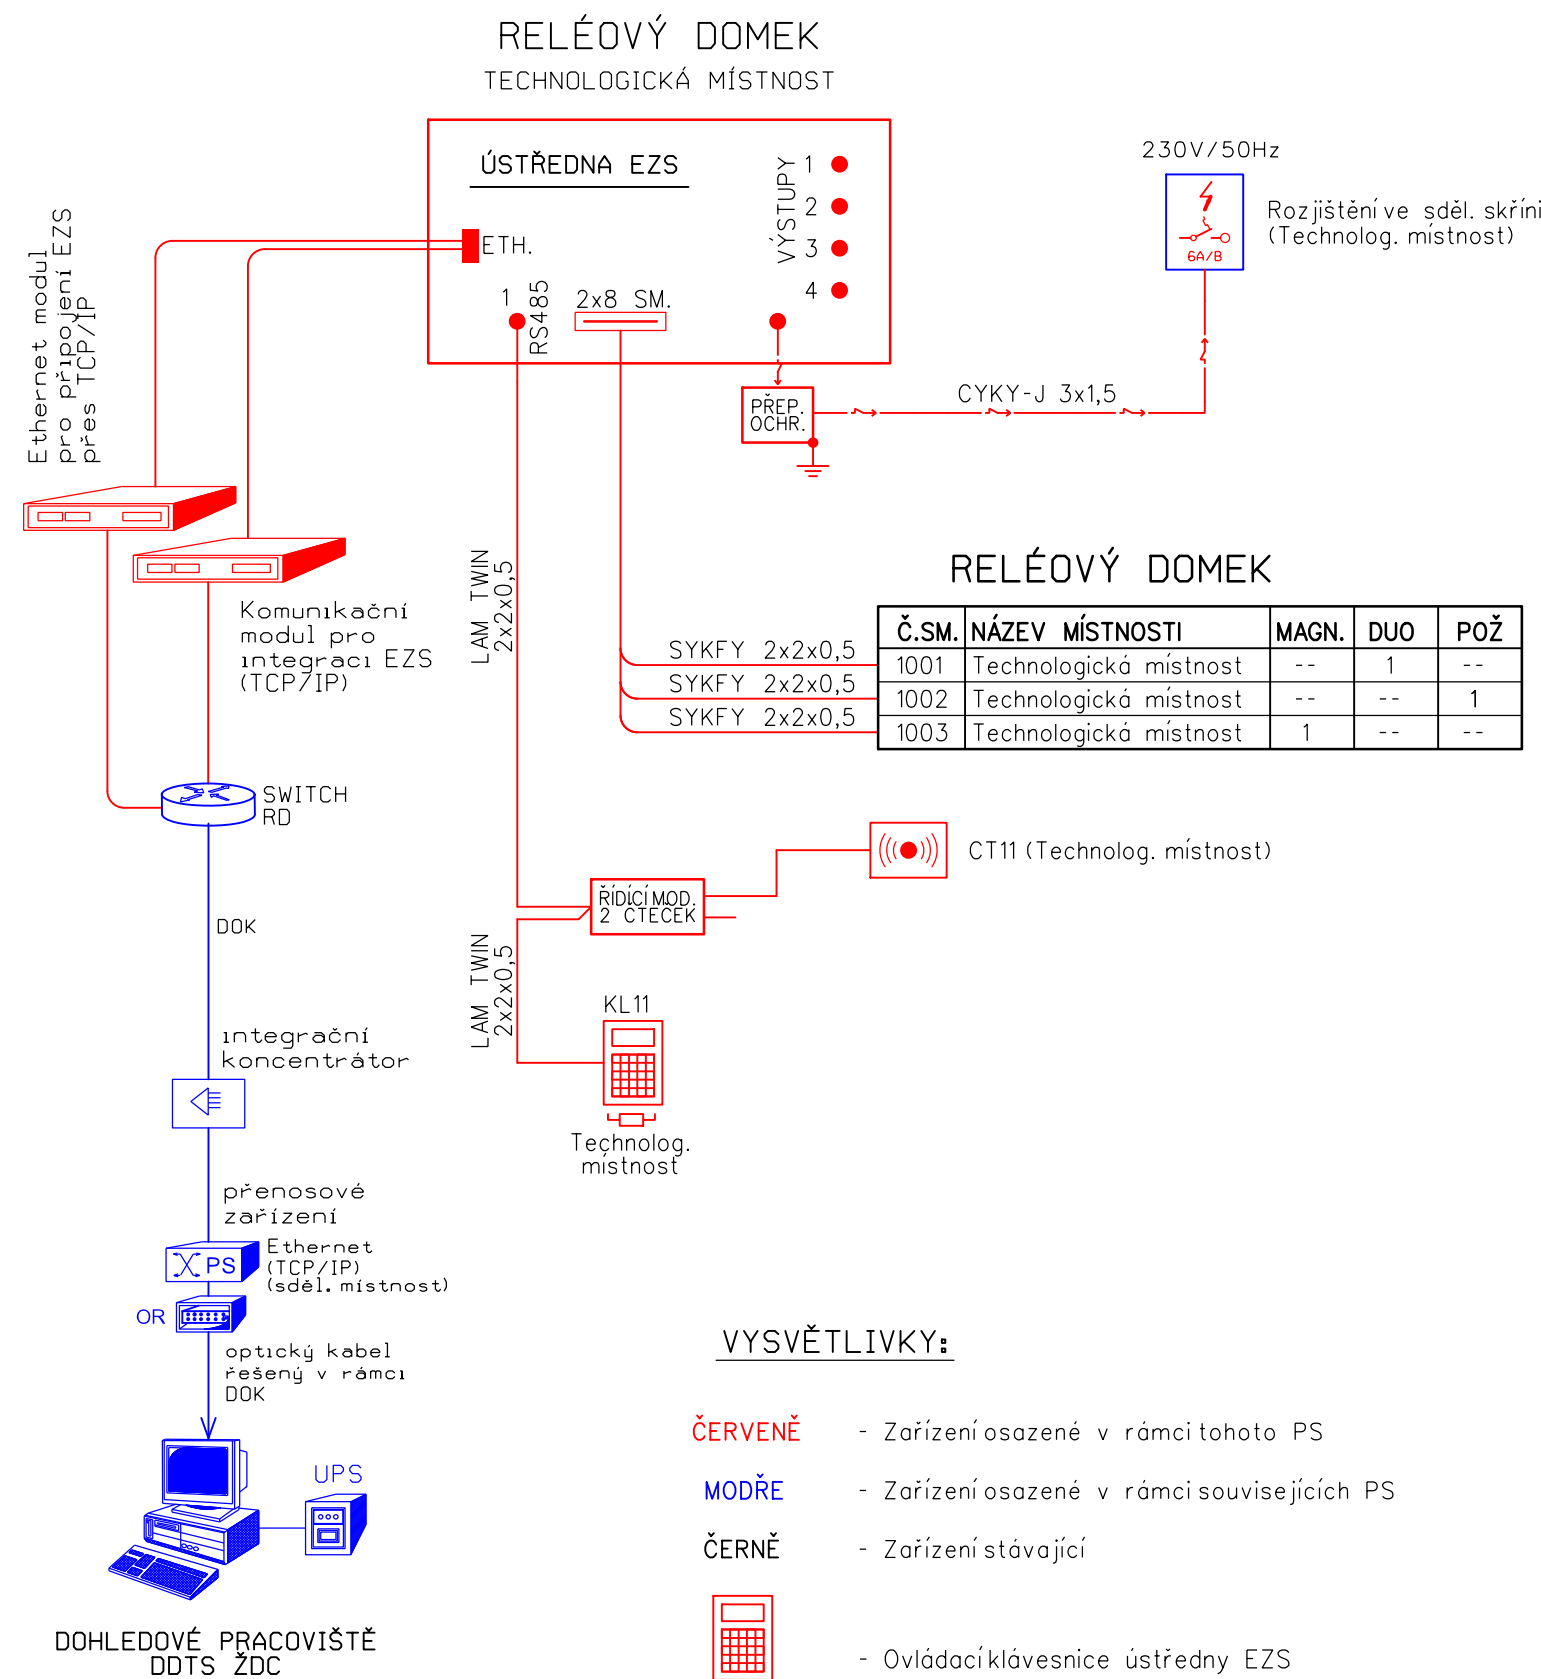 RELÉOVÝ DOMEK
TECHNOLOGICKÁ MÍSTNOST
ÚSTŘEDNA EZS
VÝSTUPY
1
2
3
4
ETH.
1
RS485
2x8 SM.
230V/50Hz
6A/B
Rozjištění ve sděl. skříni
(Technolog. místnost)
PŘEP.
OCHR.
CYKY-J 3x1,5
Ethernet modul
pro připojení EZS
přes TCP/IP
Komunikační
modul pro
integraci EZS
(TCP/IP)
LAM TWIN
2x2x0,5
RELÉOVÝ DOMEK
Č.SM. NÁZEV MÍSTNOSTI MAGN. DUO POŽ
SYKFY 2x2x0,5 1001 Technologická místnost -- 1 --
SYKFY 2x2x0,5 1002 Technologická místnost -- -- 1
SYKFY 2x2x0,5 1003 Technologická místnost 1 -- --
SWITCH
RD
CT11 (Technolog. místnost)
ŘÍDÍCÍ MOD.
2 ČTEČEK
DOK
LAM TWIN
2x2x0,5
KL11
Technolog.
místnost
integrační
koncentrátor
přenosové
zařízení
PS
Ethernet
(TCP/IP)
(sděl. místnost)
OR
optický kabel
řešený v rámci
DOK
UPS
DOHLEDOVÉ PRACOVIŠTĚ
DDTS ŽDC
VYSVĚTLIVKY:
ČERVENĚ - Zařízení osazené v rámci tohoto PS
MODŘE - Zařízení osazené v rámci souvisejících PS
ČERNĚ - Zařízení stávající
- Ovládací klávesnice ústředny EZS